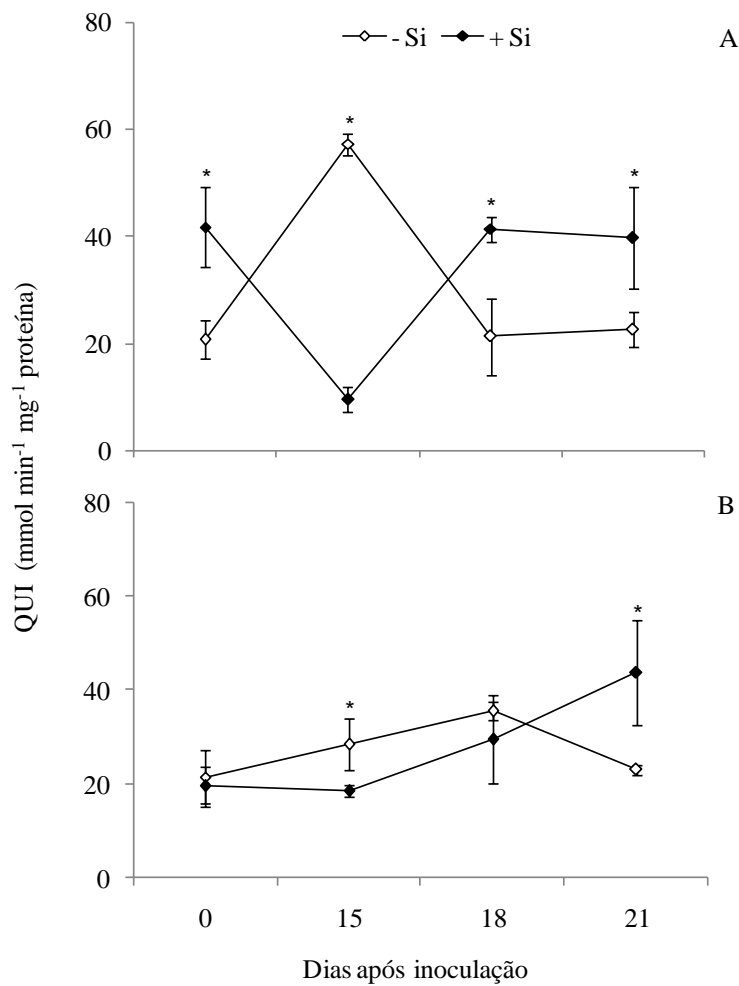 80
- Si + Si
A
60
*
* * *
40
20
0
QUI (mmol min⁻¹ mg⁻¹ proteína)
80
B
60
*
*
40
20
0
0 15 18 21
Dias após inoculação